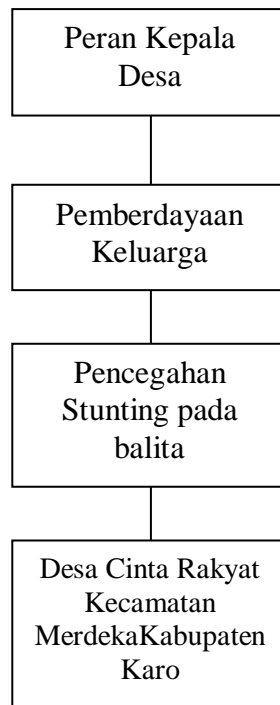 Peran Kepala
Desa
Pemberdayaan
Keluarga
Pencegahan
Stunting pada
balita
Desa Cinta Rakyat
Kecamatan
MerdekaKabupaten
Karo